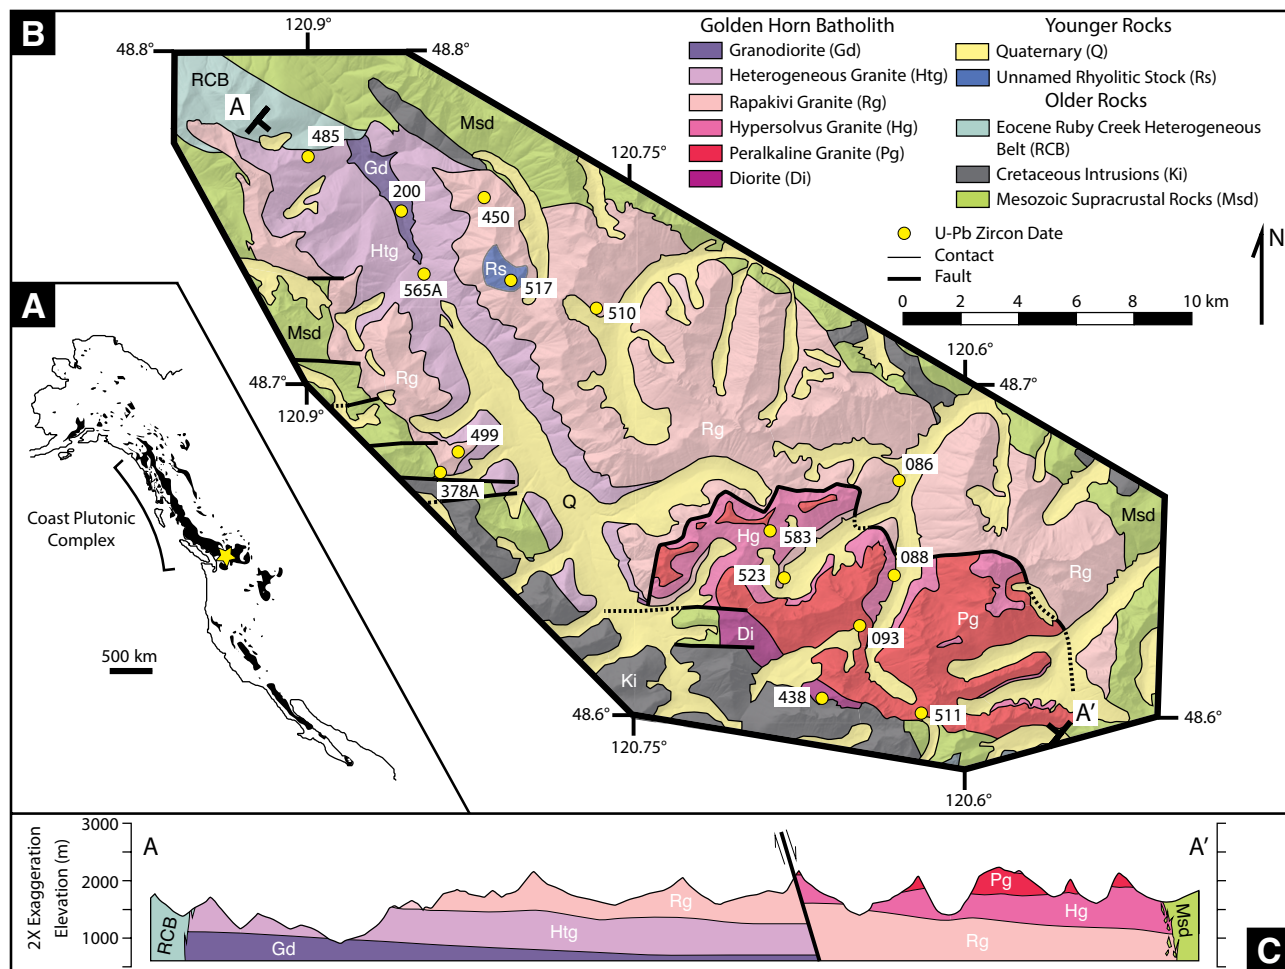 B
120.9°
48.8°
48.8°
RCB
A
485
Msd
Gd
200
450
120.75°
Htg
Rs
517
565A
510
Msd
Rg
48.7°
120.9°
499
378A
Q
Rg
086
120.6°
48.7°
Msd
Hg
583
523
088
Rg
Di
093
Pg
Ki
438
511
A'
48.6°
48.6°
120.75°
120.6°
Golden Horn Batholith
Granodiorite (Gd)
Heterogeneous Granite (Htg)
Rapakivi Granite (Rg)
Hypersolvus Granite (Hg)
Peralkaline Granite (Pg)
Diorite (Di)
Younger Rocks
Quaternary (Q)
Unnamed Rhyolitic Stock (Rs)
Older Rocks
Eocene Ruby Creek Heterogeneous
Belt (RCB)
Cretaceous Intrusions (Ki)
Mesozoic Supracrustal Rocks (Msd)
U-Pb Zircon Date
Contact
Fault
N
0 2 4 6 8 10 km
A
Coast Plutonic
Complex
500 km
2X Exaggeration
Elevation (m)
3000
2000
1000
A
A'
RCB
Gd
Htg
Rg
Pg
Hg
Rg
Msd
C